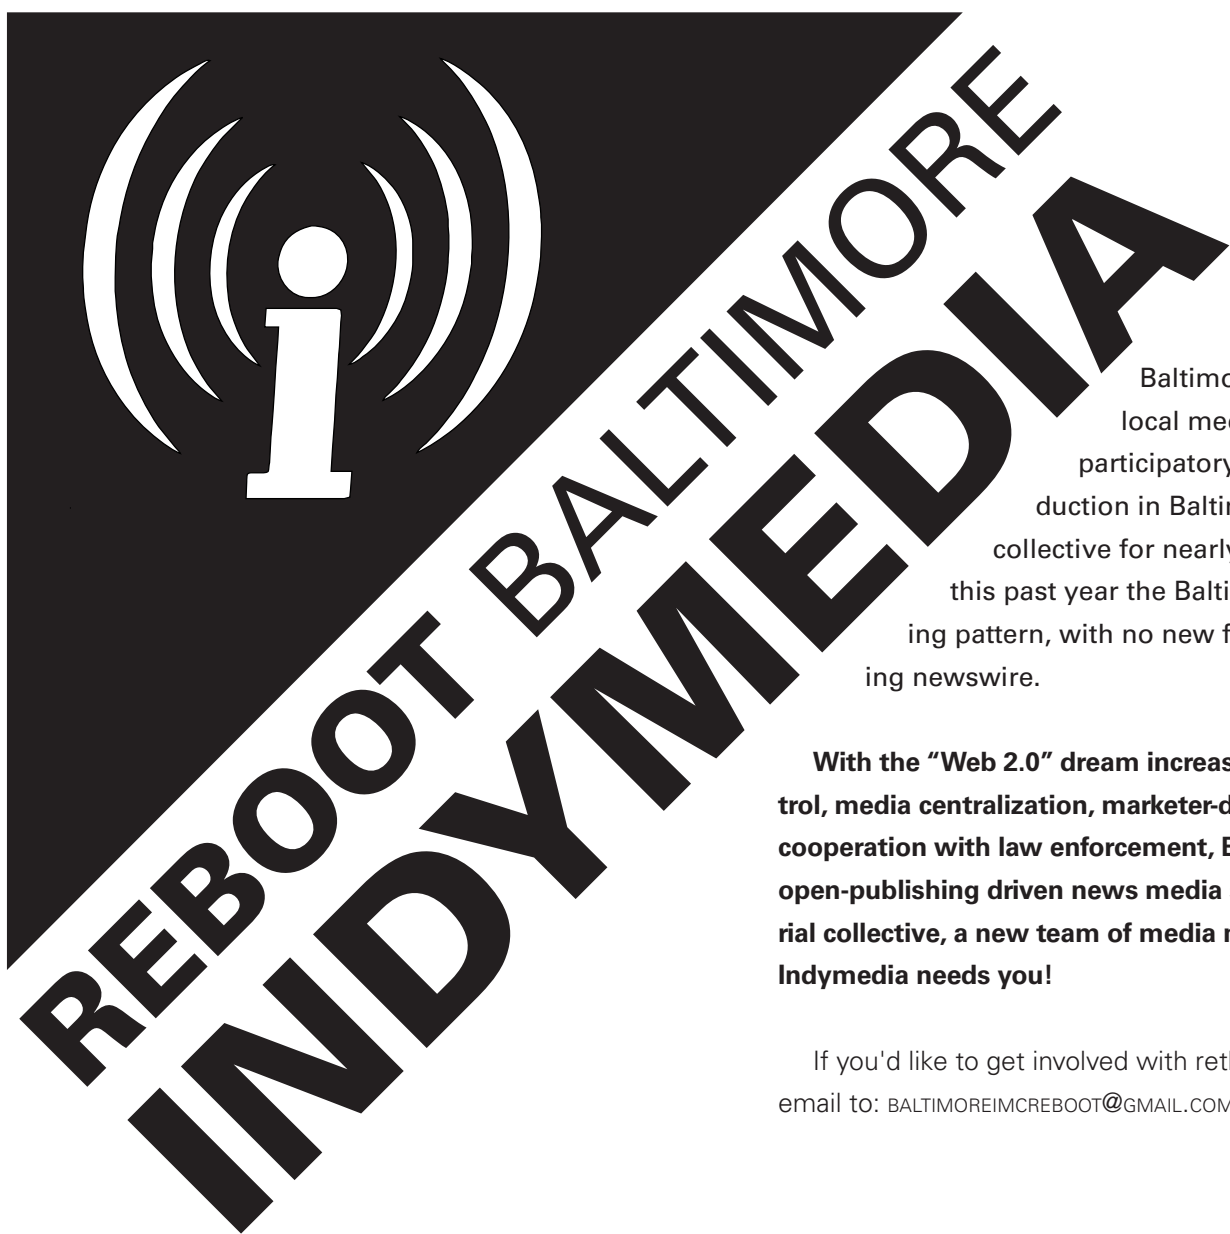 REBOOT BALTIMORE
INDYMEDIA
Baltimo
local med
participatory
duction in Baltin
collective for nearly
this past year the Balti
ing pattern, with no new f
ing newswire.
With the “Web 2.0” dream increas
trol, media centralization, marketer-d
cooperation with law enforcement, B
open-publishing driven news media
rial collective, a new team of media m
Indymedia needs you!
If you'd like to get involved with reth
email to: BALTIMOREIMCREBOOT@GMAIL.COM